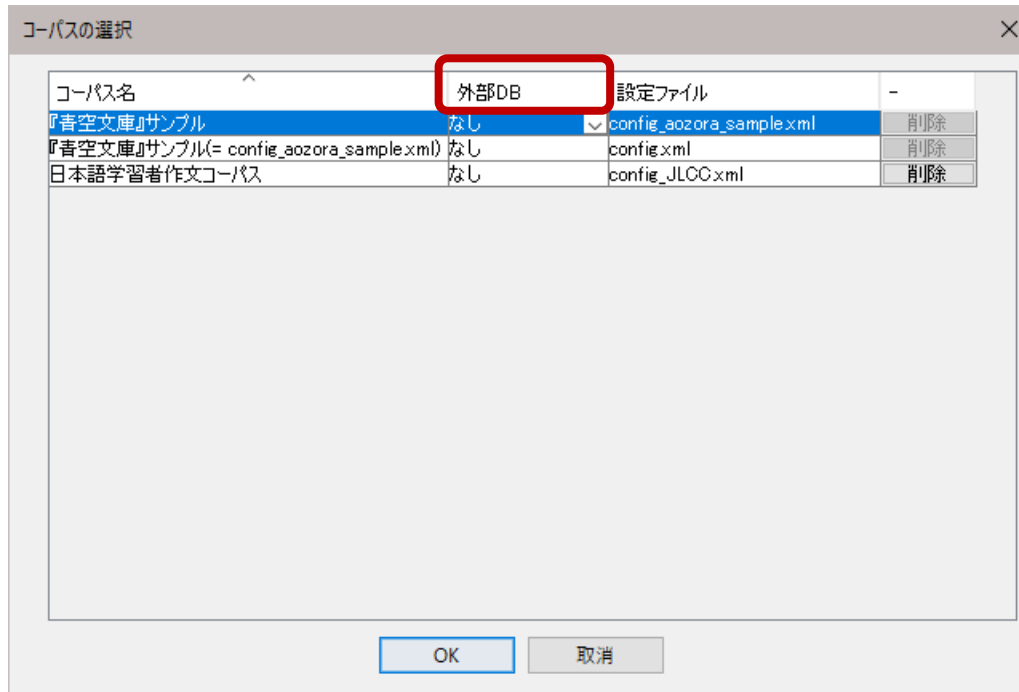 コーパスの選択
コーパス名 外部DB 設定ファイル -
『青空文庫』サンプル なし config_aozora_sample.xml 削除
『青空文庫』サンプル(= config_aozora_sample.xml) なし config.xml 削除
日本語学習者作文コーパス なし config_JLCC.xml 削除
OK 取消